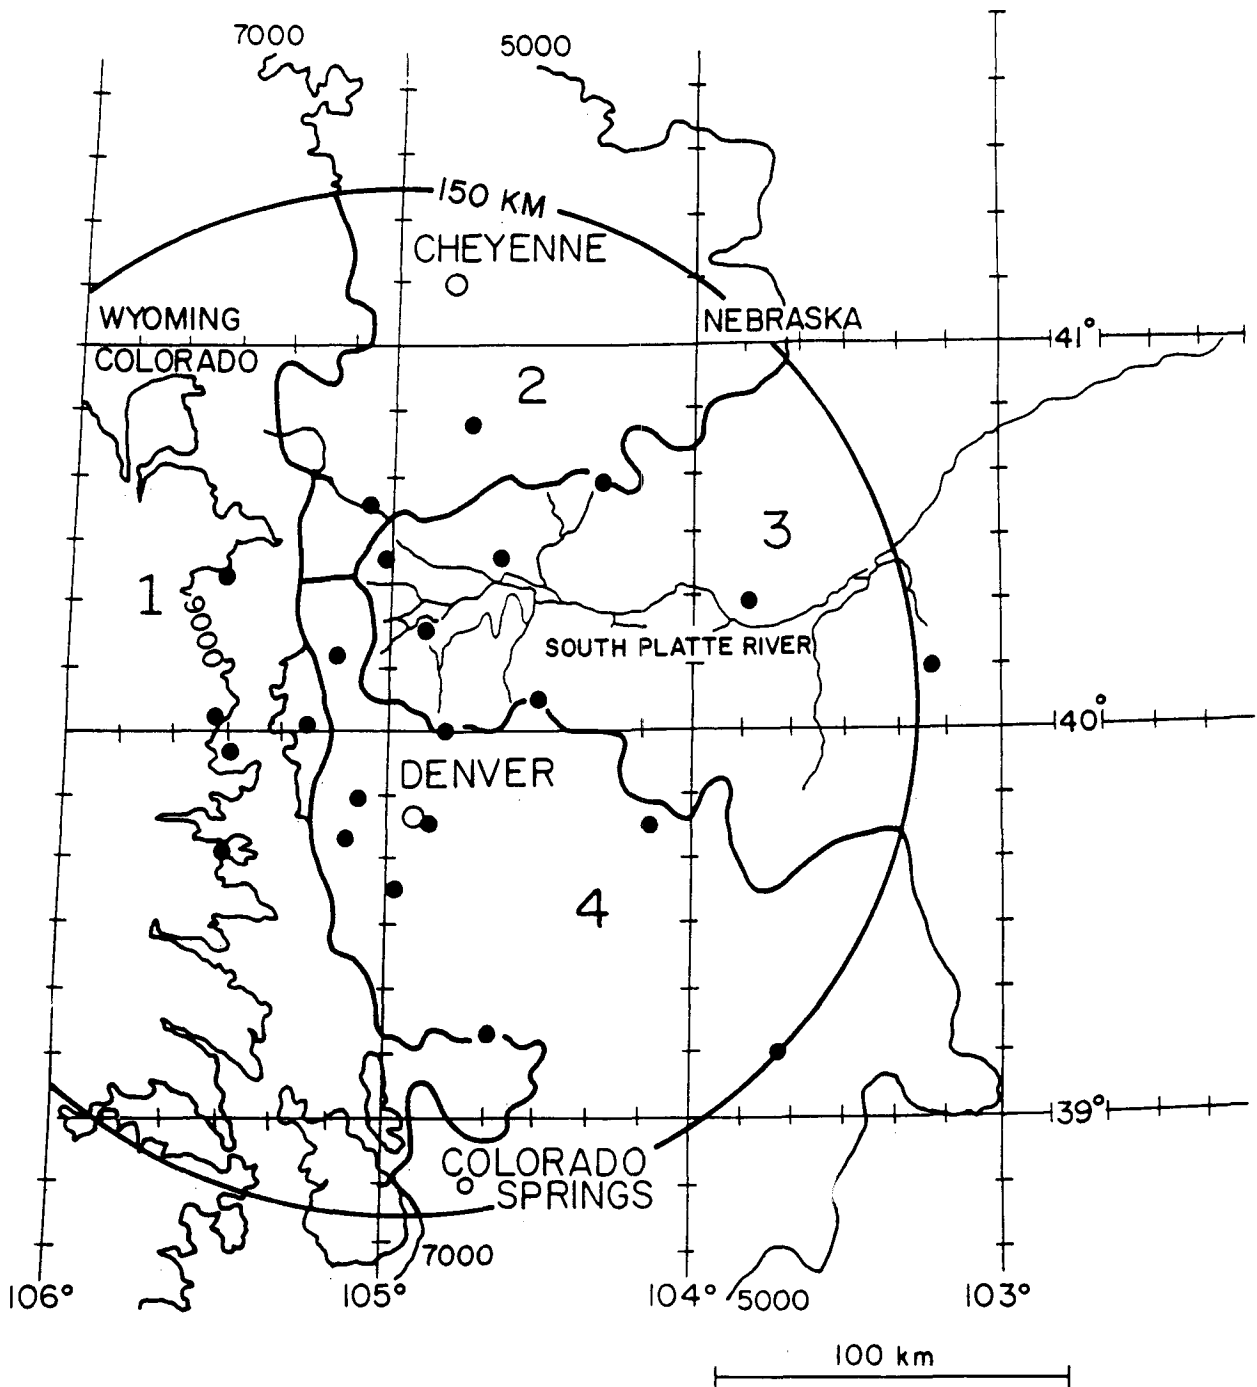 7000
5000
150 KM
CHEYENNE
WYOMING
NEBRASKA
41°
COLORADO
2
3
1
9000
SOUTH PLATTE RIVER
40°
DENVER
4
39°
COLORADO
SPRINGS
7000
106°
105°
104°
5000
103°
100 km